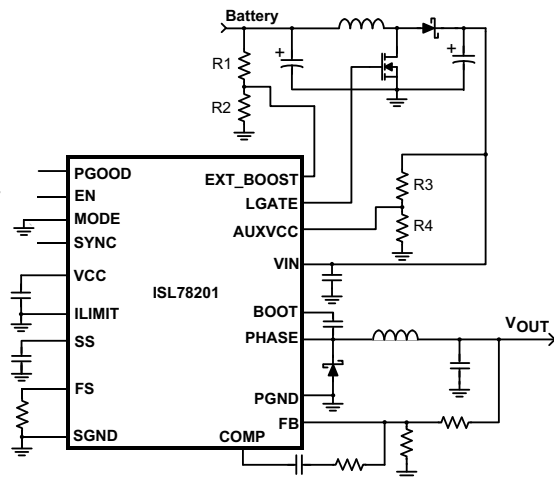 Battery
R1
R2
PGOOD
EN
MODE
SYNC
VCC
ILIMIT
SS
FS
SGND
ISL78201
EXT_BOOST
LGATE
AUXVCC
VIN
BOOT
PHASE
PGND
FB
COMP
R3
R4
+
+
VOUT